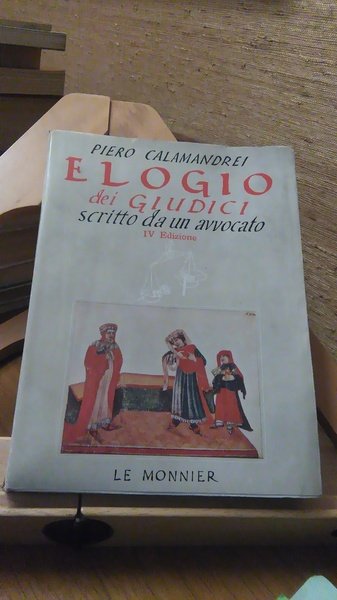 PIERO CALAMANDREI
ELOGIO
dei GIUDICI
scritto da un avvocato
IV Edizione
LE MONNIER